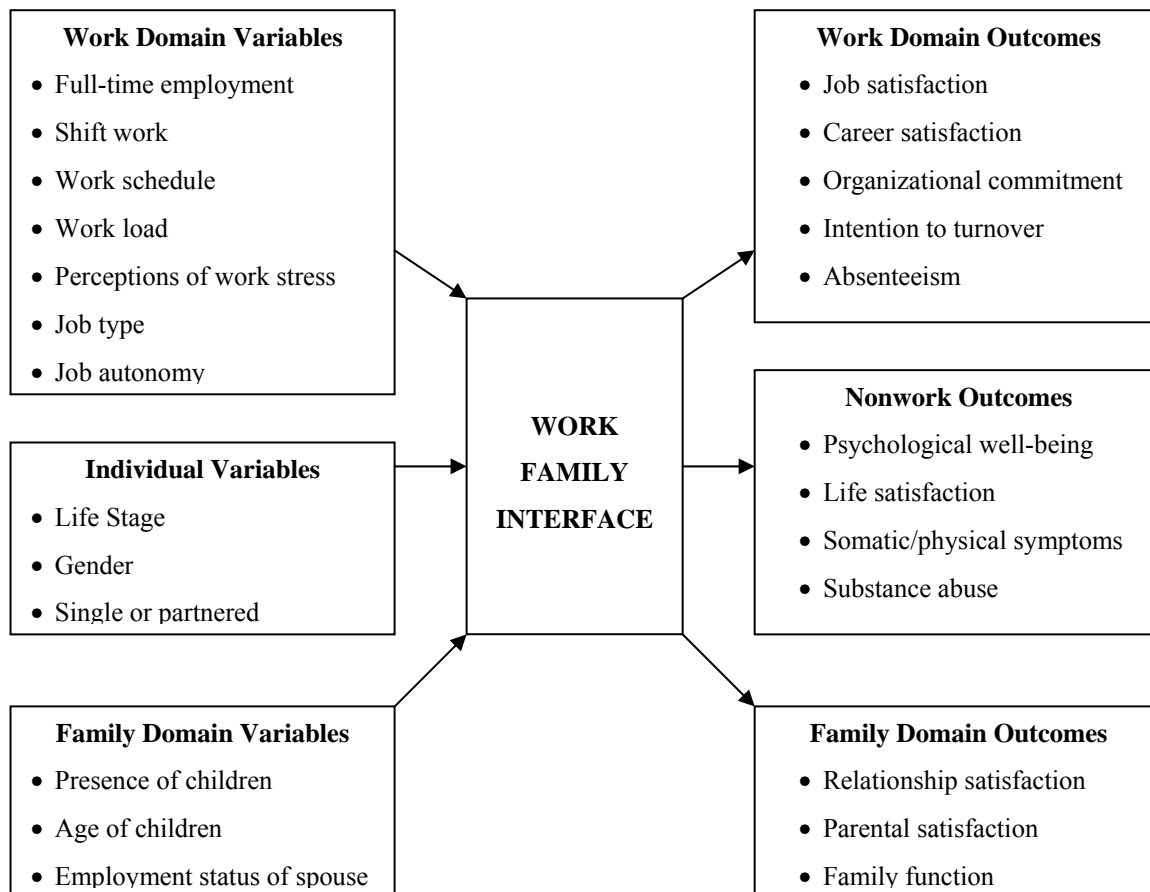 Work Domain Variables
• Full-time employment
• Shift work
• Work schedule
• Work load
• Perceptions of work stress
• Job type
• Job autonomy
Individual Variables
• Life Stage
• Gender
• Single or partnered
Family Domain Variables
• Presence of children
• Age of children
• Employment status of spouse
WORK
FAMILY
INTERFACE
Work Domain Outcomes
• Job satisfaction
• Career satisfaction
• Organizational commitment
• Intention to turnover
• Absenteeism
Nonwork Outcomes
• Psychological well-being
• Life satisfaction
• Somatic/physical symptoms
• Substance abuse
Family Domain Outcomes
• Relationship satisfaction
• Parental satisfaction
• Family function